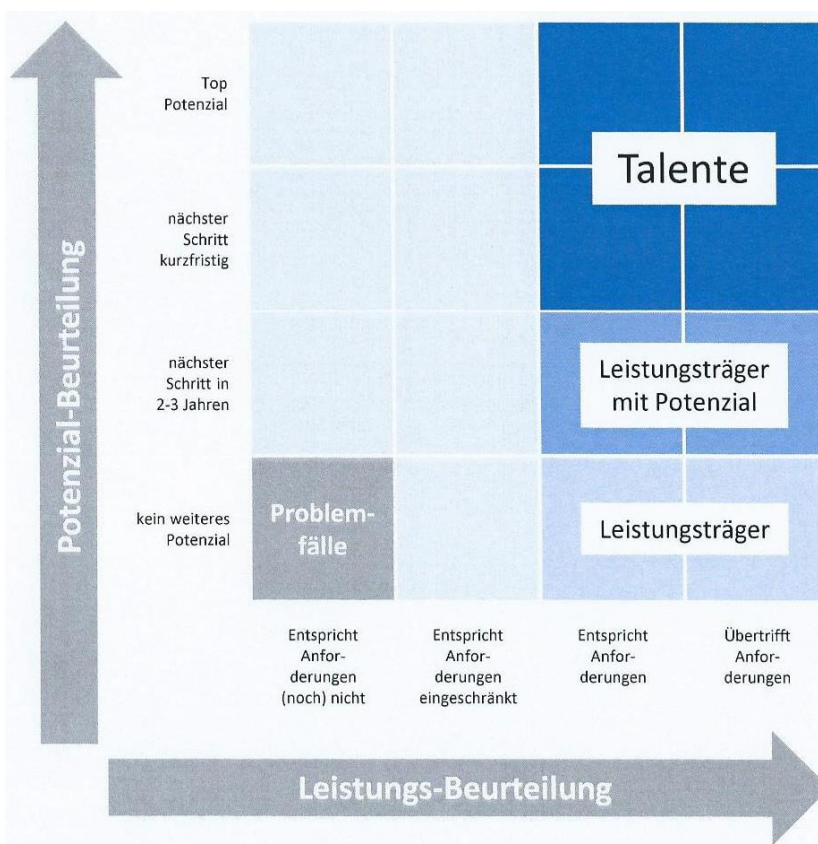 Potenzial-Beurteilung
Top
Potenzial
Talente
nächster
Schritt
kurzfristig
nächster
Schritt in
2-3 Jahren
Leistungsträger
mit Potenzial
kein weiteres
Potenzial
Problem-
fälle
Leistungsträger
Entspricht
Anfor-
derungen
(noch) nicht
Entspricht
Anfor-
derungen
eingeschränkt
Entspricht
Anfor-
derungen
Übertrifft
Anfor-
derungen
Leistungs-Beurteilung